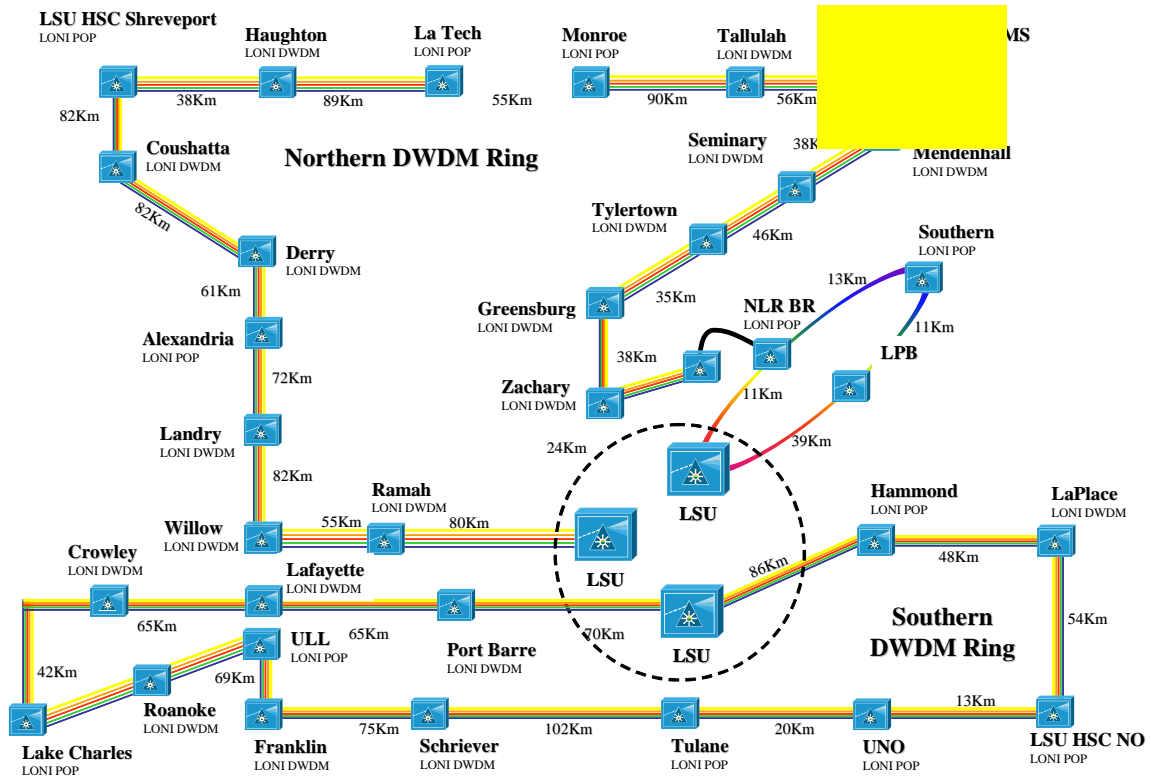 LSU HSC Shreveport
LONI POP
Haughton
LONI DWDM
La Tech
LONI POP
Monroe
LONI POP
Tallulah
LONI DWDM
MS
38Km
89Km
55Km
90Km
56Km
82Km
Coushatta
LONI DWDM
Northern DWDM Ring
Seminary
LONI DWDM
38K
Mendenhall
LONI DWDM
82Km
Tylertown
LONI DWDM
46Km
Southern
LONI POP
Derry
LONI DWDM
61Km
35Km
13Km
Greensburg
LONI DWDM
NLR BR
LONI POP
11Km
Alexandria
LONI POP
38Km
LPB
72Km
Zachary
LONI DWDM
11Km
Landry
LONI DWDM
24Km
39Km
82Km
Ramah
LONI DWDM
LSU
Hammond
LONI POP
LaPlace
LONI DWDM
Willow
LONI DWDM
55Km
80Km
Crowley
LONI DWDM
LSU
86Km
48Km
Lafayette
LONI DWDM
65Km
65Km
70Km
Southern
DWDM Ring
54Km
ULL
LONI POP
Port Barre
LONI DWDM
LSU
42Km
69Km
Roanoke
LONI DWDM
13Km
75Km
102Km
20Km
Lake Charles
LONI POP
Franklin
LONI DWDM
Schriever
LONI DWDM
Tulane
LONI POP
UNO
LONI POP
LSU HSC NO
LONI POP